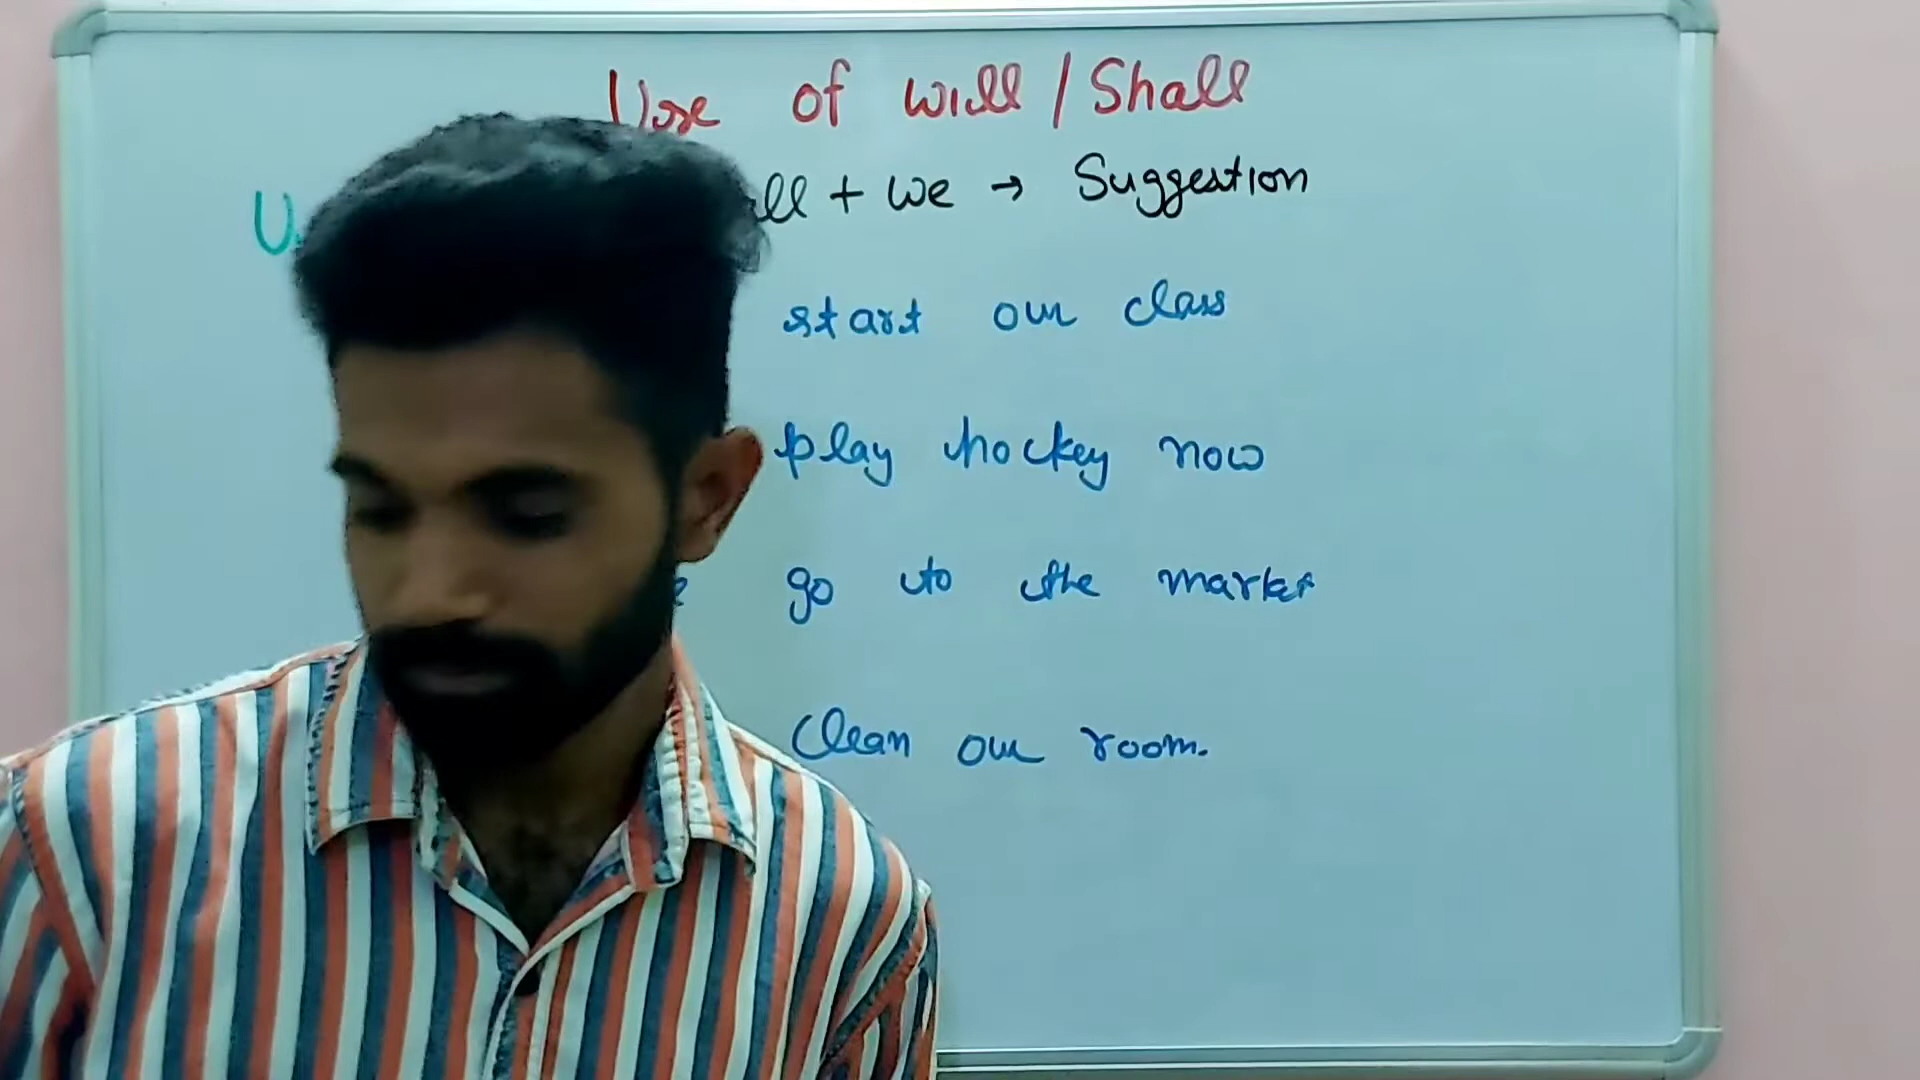 Use of will / Shall
+ we → Suggestion
start our class
play hockey now
go to the market
Clean our room.